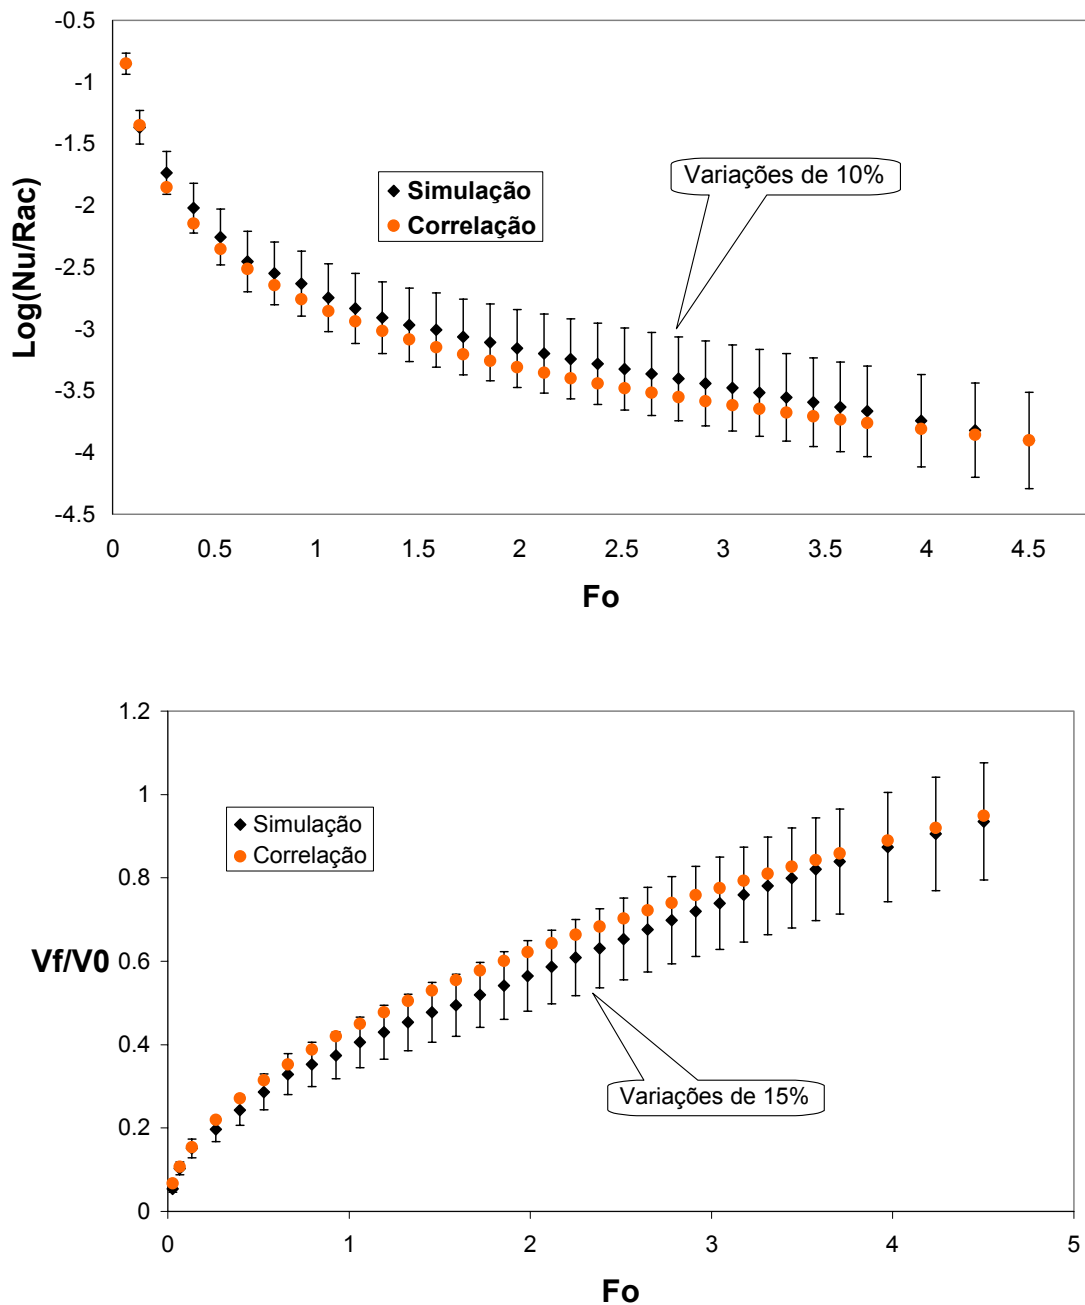 -0.5
-1
-1.5
-2
-2.5
-3
-3.5
-4
-4.5
Log(Nu/Rac)
Simulação
Correlação
Variações de 10%
0 0.5 1 1.5 2 2.5 3 3.5 4 4.5
Fo
1.2
1
0.8
0.6
0.4
0.2
0
Vf/V0
Simulação
Correlação
Variações de 15%
0 1 2 3 4 5
Fo